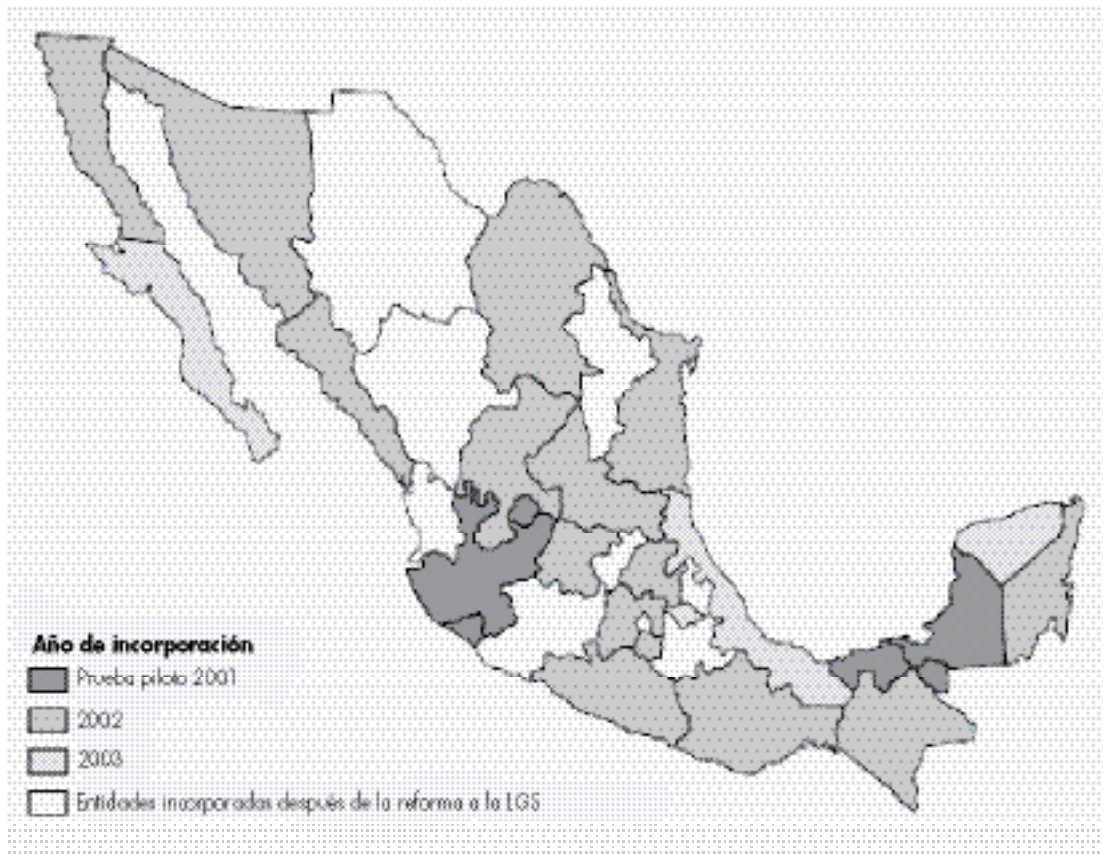 Año de incorporación
Prueba piloto 2001
2002
2003
Entidades incorporadas después de la reforma a la LGS